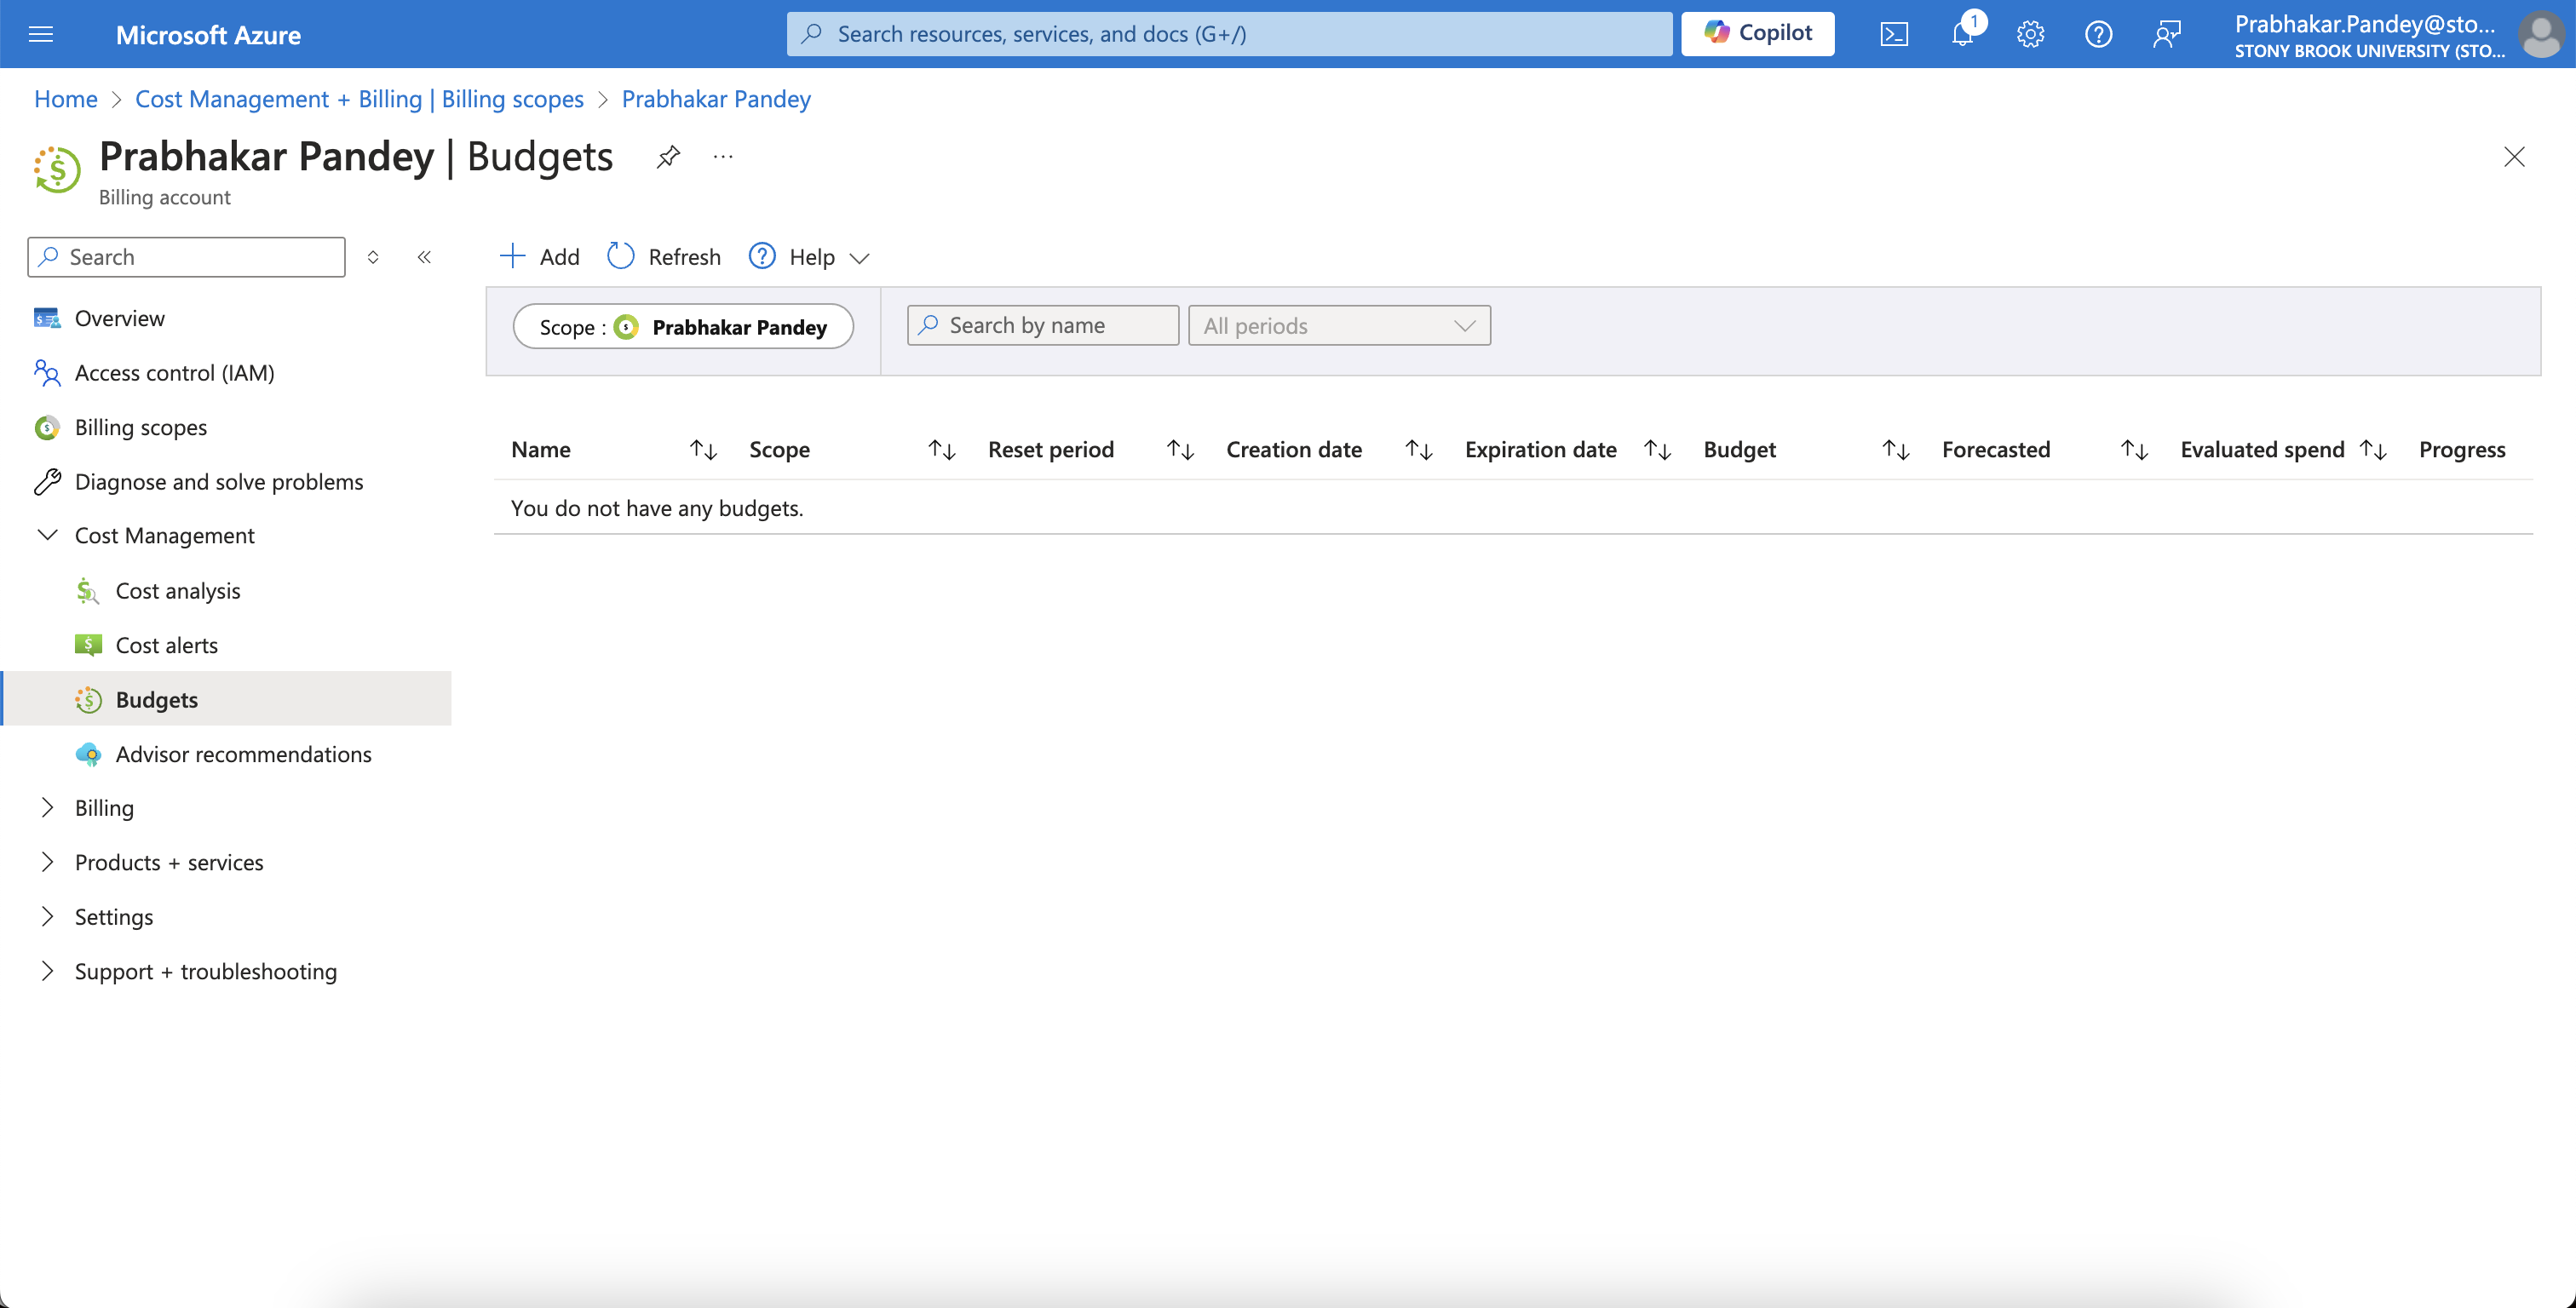 Microsoft Azure
Search resources, services, and docs (G+/)
Copilot
1
Prabhakar.Pandey@sto...
STONY BROOK UNIVERSITY (STO...
Home > Cost Management + Billing | Billing scopes > Prabhakar Pandey
Prabhakar Pandey | Budgets
Billing account
Search
Overview
Access control (IAM)
Billing scopes
Diagnose and solve problems
Cost Management
Cost analysis
Cost alerts
Budgets
Advisor recommendations
Billing
Products + services
Settings
Support + troubleshooting
Add Refresh Help
Scope : Prabhakar Pandey Search by name All periods
Name Scope Reset period Creation date Expiration date Budget Forecasted Evaluated spend Progress
You do not have any budgets.